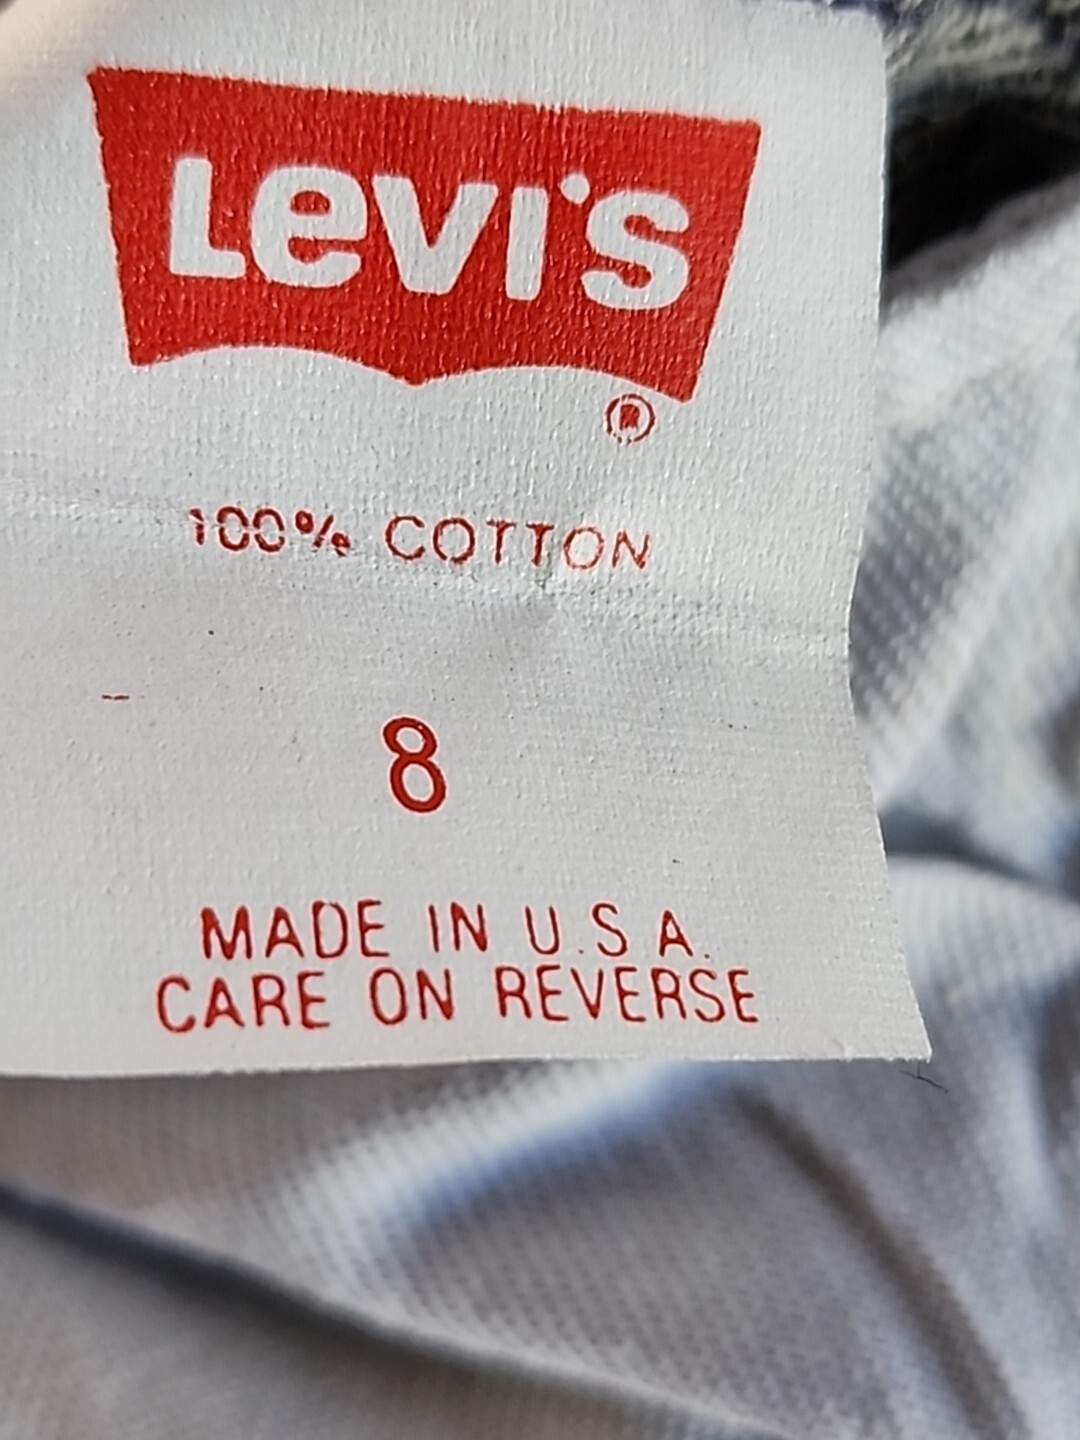 LEVI'S
®
100% COTTON
-
8
MADE IN U.S.A.
CARE ON REVERSE